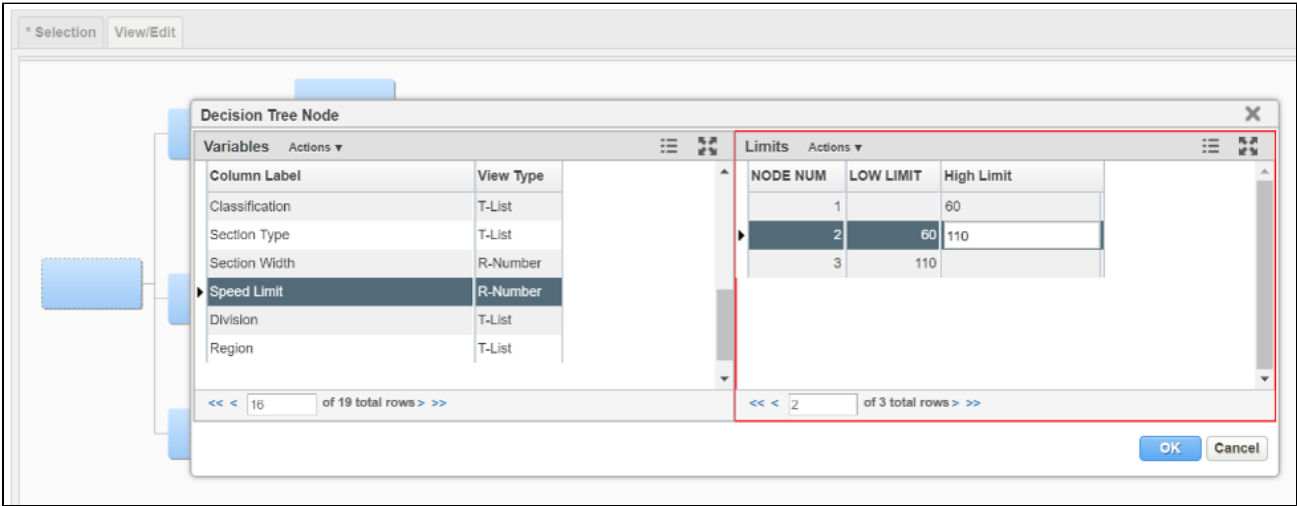 * Selection View/Edit
Decision Tree Node
Variables Actions ▼
Column Label View Type
Classification T-List
Section Type T-List
Section Width R-Number
Speed Limit R-Number
Division T-List
Region T-List
<< < 16 of 19 total rows > >>
Limits Actions ▼
NODE NUM LOW LIMIT High Limit
1 60
2 60 110
3 110
<< < 2 of 3 total rows > >>
OK Cancel